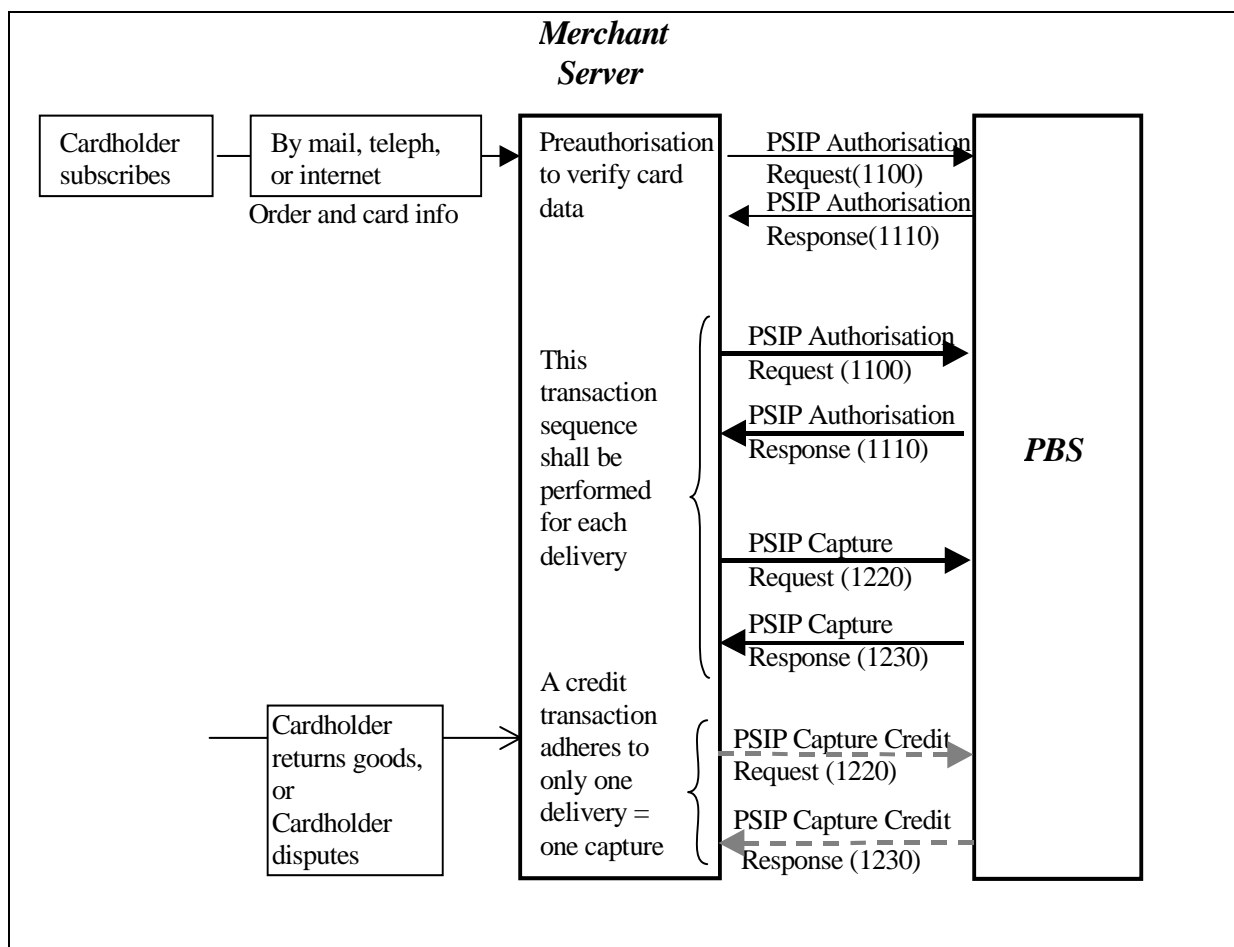 Merchant
Server
Cardholder
subscribes
By mail, teleph,
or internet
Order and card info
Preauthorisation
to verify card
data
PSIP Authorisation
Request(1100)
PSIP Authorisation
Response(1110)
This
transaction
sequence
shall be
performed
for each
delivery
PSIP Authorisation
Request (1100)
PSIP Authorisation
Response (1110)
PSIP Capture
Request (1220)
PSIP Capture
Response (1230)
PBS
Cardholder
returns goods,
or
Cardholder
disputes
A credit
transaction
adheres to
only one
delivery =
one capture
PSIP Capture Credit
Request (1220)
PSIP Capture Credit
Response (1230)